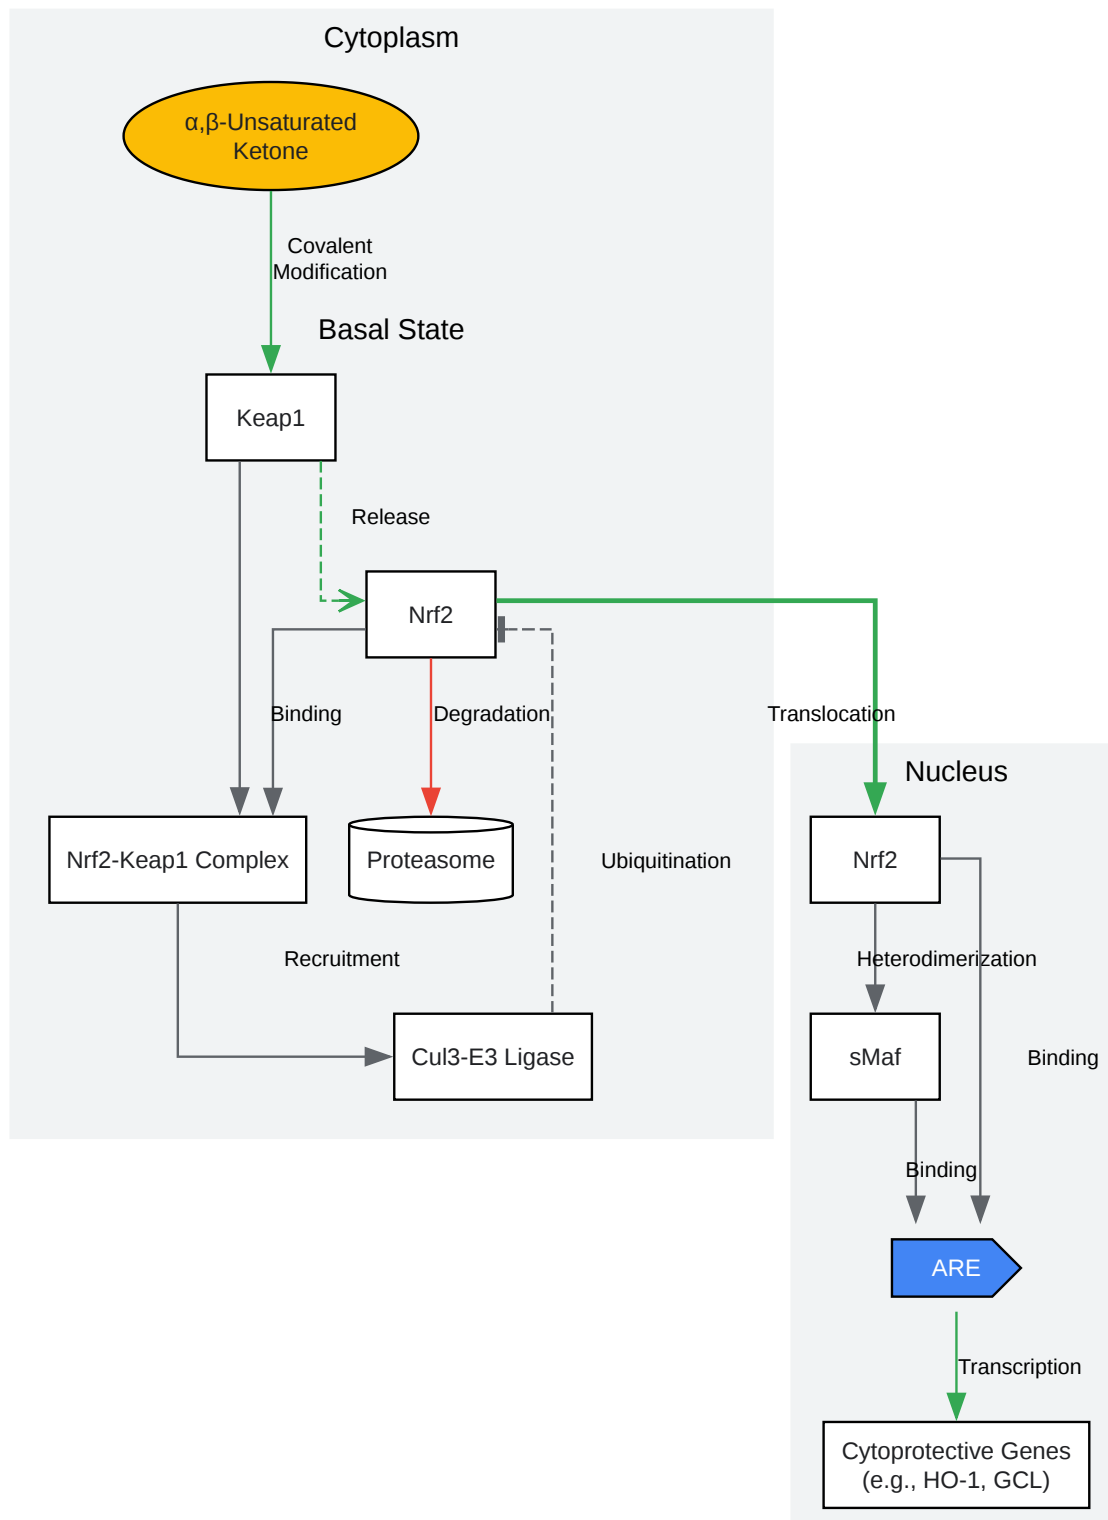 Cytoplasm
α,β-Unsaturated
Ketone
Covalent
Modification
Basal State
Keap1
Release
Nrf2
Binding
Degradation
Translocation
Nucleus
Nrf2-Keap1 Complex
Proteasome
Ubiquitination
Nrf2
Recruitment
Heterodimerization
Cul3-E3 Ligase
sMaf
Binding
Binding
ARE
Transcription
Cytoprotective Genes
(e.g., HO-1, GCL)